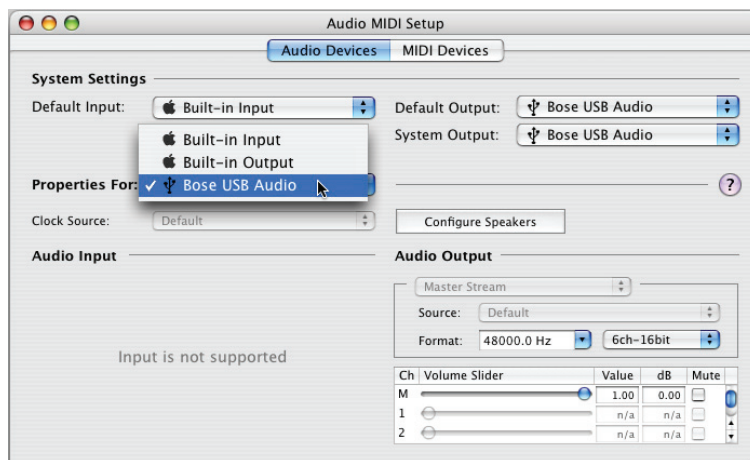 Audio MIDI Setup
Audio Devices MIDI Devices
System Settings
Default Input: Built-in Input
Default Output: Bose USB Audio
System Output: Bose USB Audio
Built-in Input
Built-in Output
Properties For: ✓ Bose USB Audio
?
Clock Source: Default
Configure Speakers
Audio Input
Input is not supported
Audio Output
Master Stream
Source: Default
Format: 48000.0 Hz 6ch-16bit
Ch Volume Slider Value dB Mute
M 1.00 0.00
1 n/a n/a
2 n/a n/a